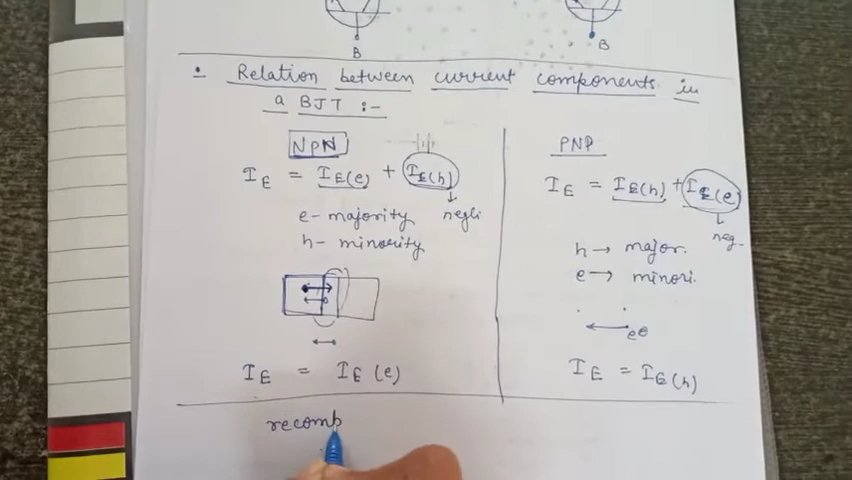 B
B
∸ Relation between current components in
a BJT :-
NPN
I_E = I_E(e) + I_E(h)
negli
e- majority
h- minority
I_E = I_E (e)
PNP
I_E = I_E(h) + I_E(e)
neg.
h → major.
e → minori.
I_E = I_E(h)
recomb